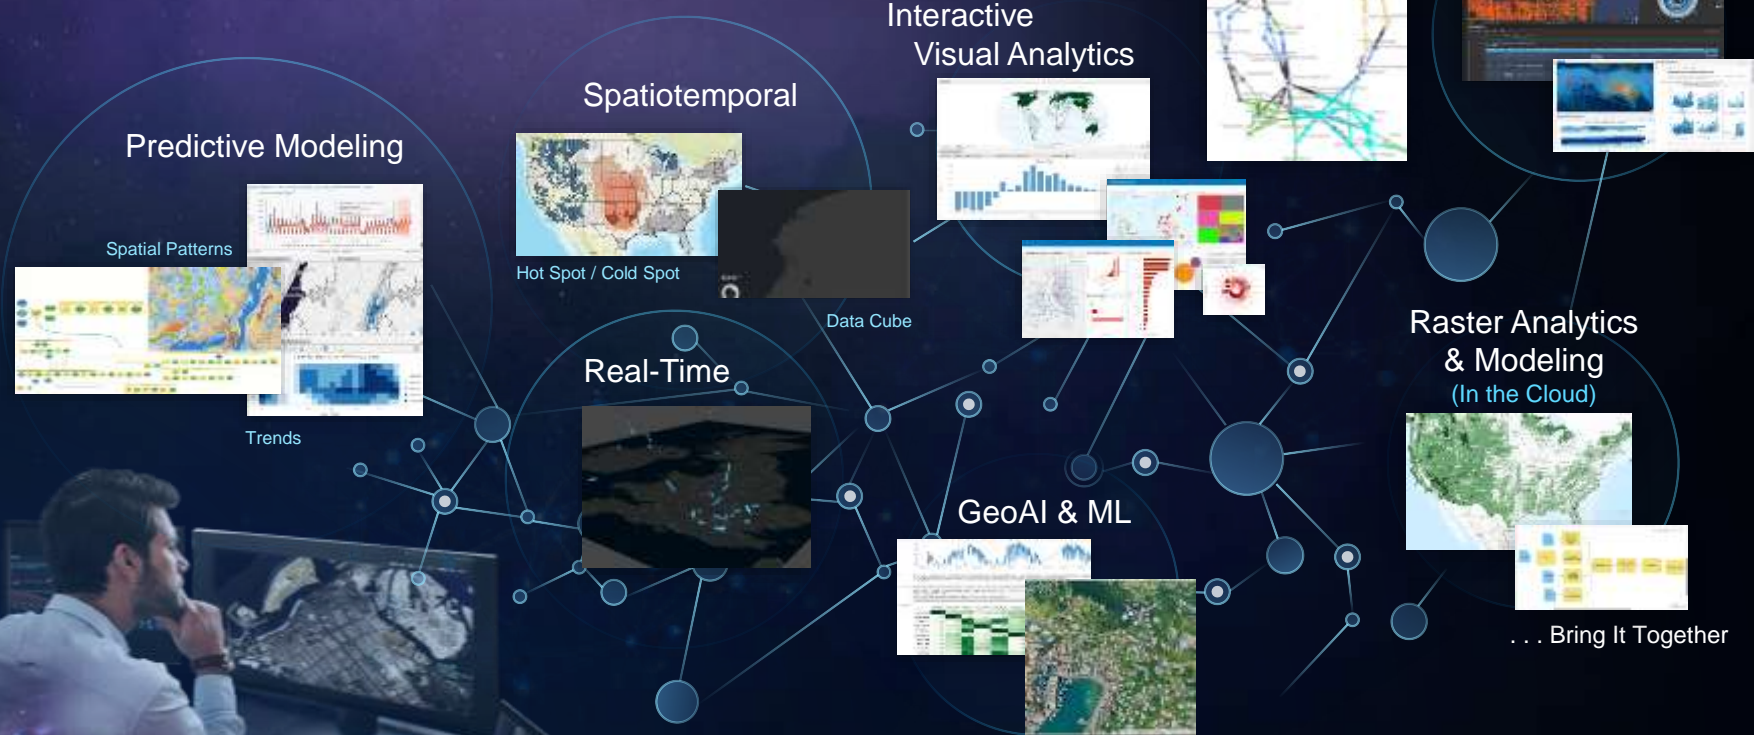 Interactive
Visual Analytics
Spatiotemporal
Predictive Modeling
Spatial Patterns
Hot Spot / Cold Spot
Data Cube
Trends
Real-Time
Raster Analytics
& Modeling
(In the Cloud)
GeoAI & ML
. . . Bring It Together